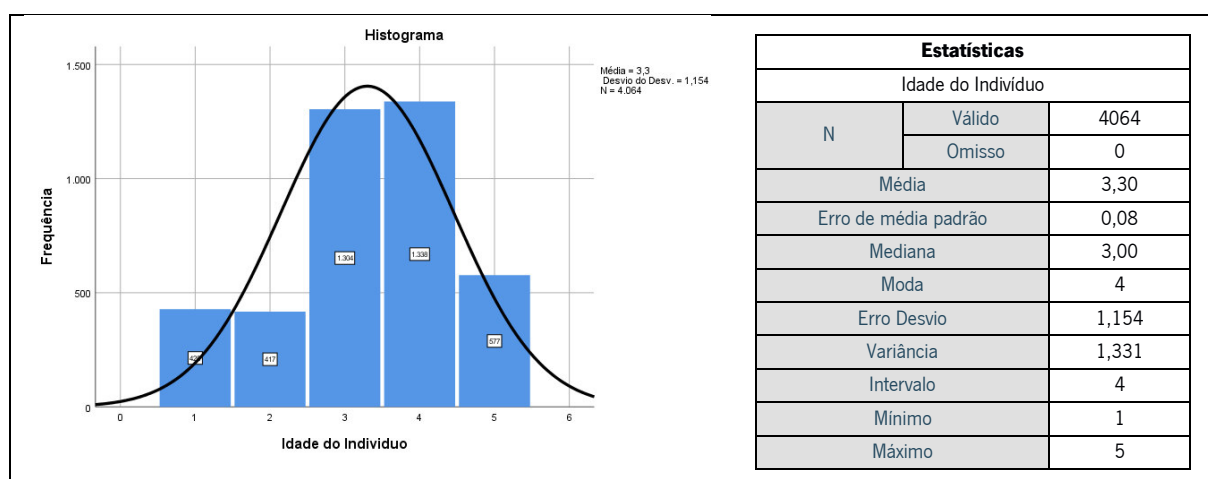 Histograma
Média = 3,3
Desvio do Desv. = 1,154
N = 4.064
Frequência
1.500
1.000
500
0
1.304
1.338
417
577
0 1 2 3 4 5 6
Idade do Individuo
Estatísticas
Idade do Indivíduo
N Válido 4064
Omisso 0
Média 3,30
Erro de média padrão 0,08
Mediana 3,00
Moda 4
Erro Desvio 1,154
Variância 1,331
Intervalo 4
Mínimo 1
Máximo 5